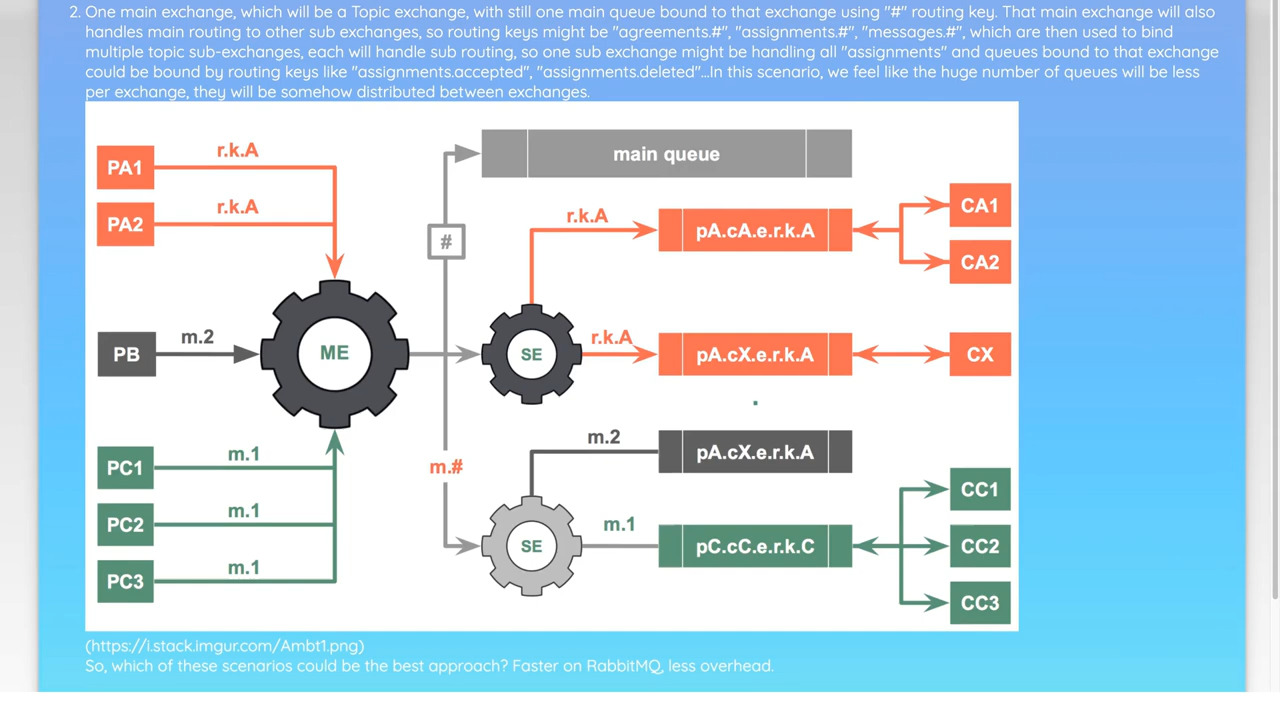 2. One main exchange, which will be a Topic exchange, with still one main queue bound to that exchange using "#" routing key. That main exchange will also
handles main routing to other sub exchanges, so routing keys might be "agreements.#", "assignments.#", "messages.#", which are then used to bind
multiple topic sub-exchanges, each will handle sub routing, so one sub exchange might be handling all "assignments" and queues bound to that exchange
could be bound by routing keys like "assignments.accepted", "assignments.deleted"...In this scenario, we feel like the huge number of queues will be less
per exchange, they will be somehow distributed between exchanges.
main queue
PA1
r.k.A
PA2
r.k.A
#
r.k.A
pA.cA.e.r.k.A
CA1
CA2
PB
m.2
ME
SE
r.k.A
pA.cX.e.r.k.A
CX
m.2
pA.cX.e.r.k.A
PC1
m.1
m.#
PC2
m.1
SE
m.1
pC.cC.e.r.k.C
CC1
CC2
CC3
PC3
m.1
(https://i.stack.imgur.com/Ambt1.png)
So, which of these scenarios could be the best approach? Faster on RabbitMQ, less overhead.